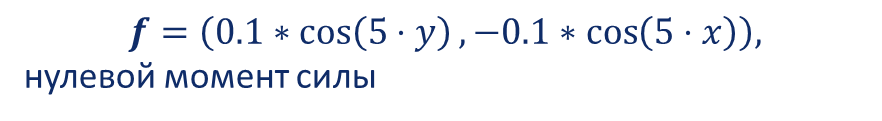 f = (0.1 * cos(5 · y) , −0.1 * cos(5 · x)),
нулевой момент силы